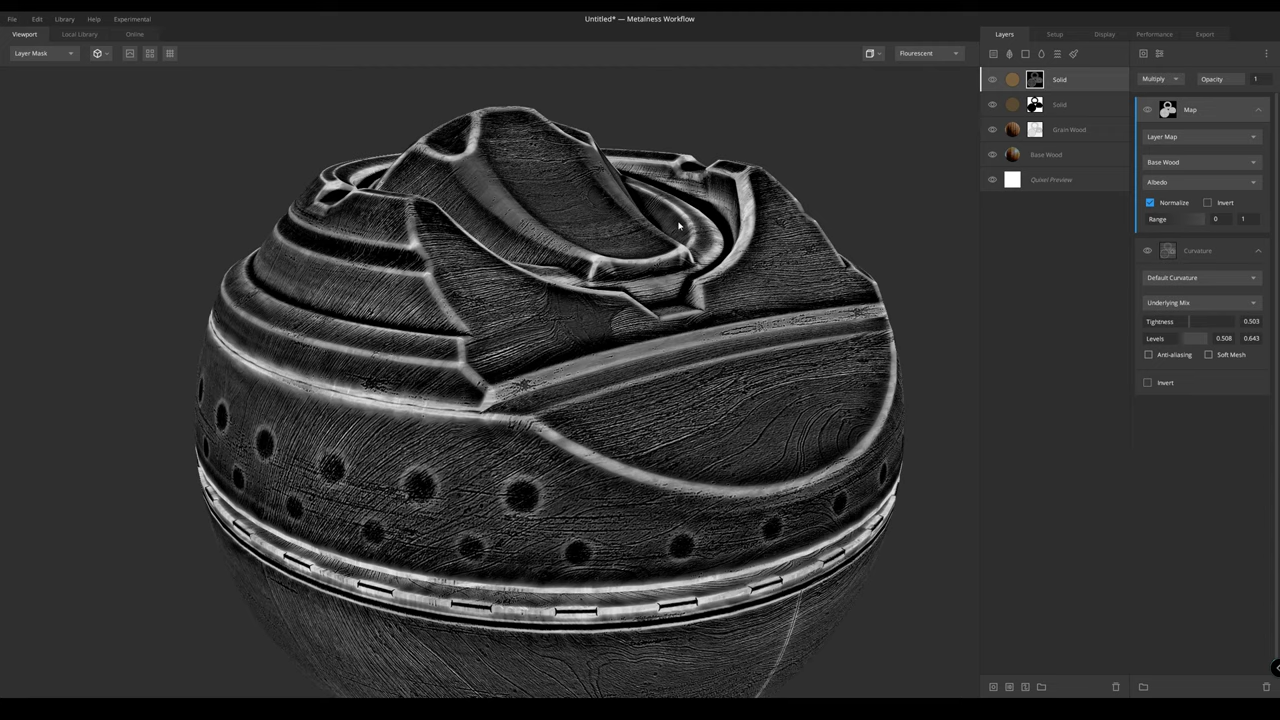 Untitled* — Metalness Workflow
File Edit Library Help Experimental
Viewport Local Library Online
Layers Setup Display Performance Export
Layer Mask
Flourescent
Solid
Solid
Grain Wood
Base Wood
Quixel Preview
Multiply Opacity 1
Map
Layer Map
Base Wood
Albedo
Normalize Invert
Range 0 1
Curvature
Default Curvature
Underlying Mix
Tightness 0.503
Levels 0.508 0.643
Anti-aliasing Soft Mesh
Invert